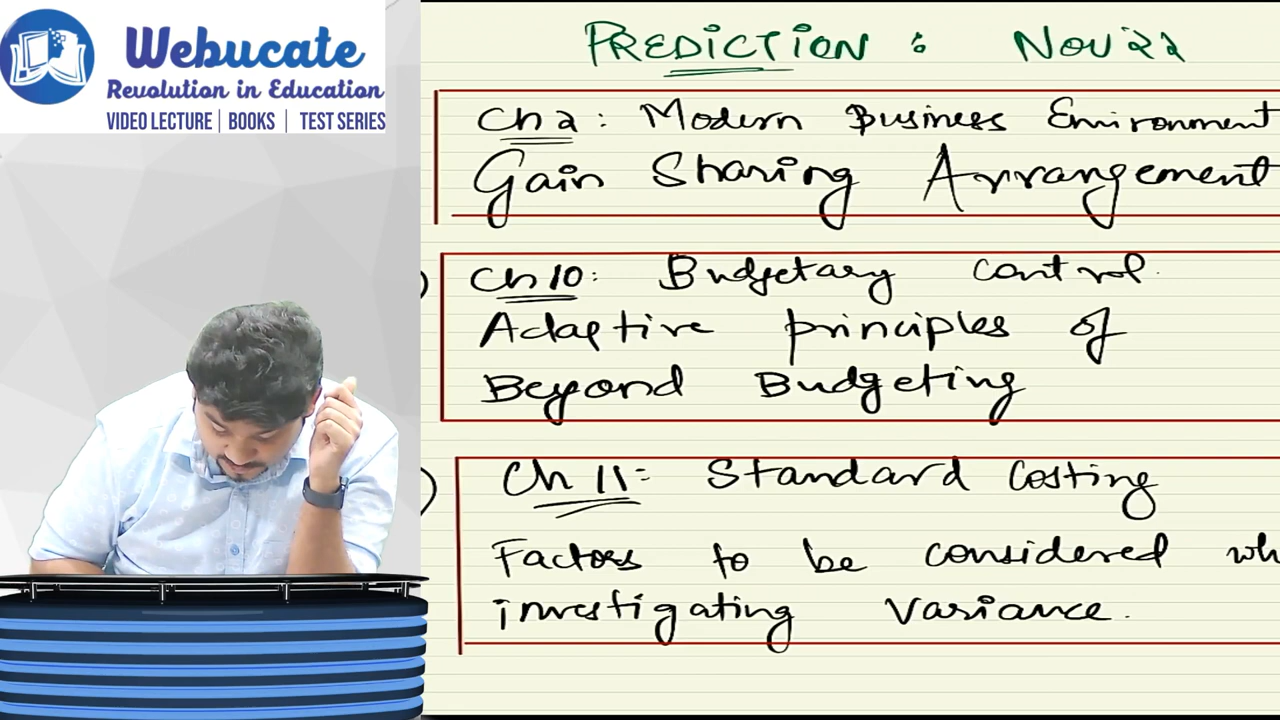 Webucate
Revolution in Education
VIDEO LECTURE | BOOKS | TEST SERIES
PREDICTION : Nov'22
Ch 2 : Modern Business Environment
Gain Sharing Arrangement
) Ch 10: Budgetary control.
Adaptive principles of
Beyond Budgeting
) Ch 11:- Standard Costing
Factors to be considered wh
investigating Variance.